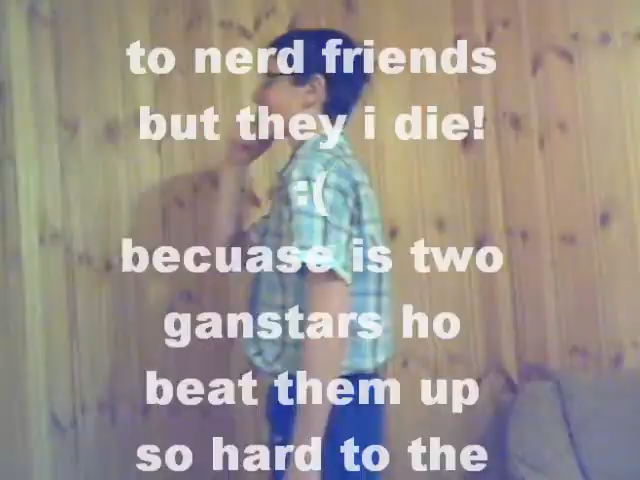 to nerd friends
but they i die!
:(
becuase is two
ganstars ho
beat them up
so hard to the